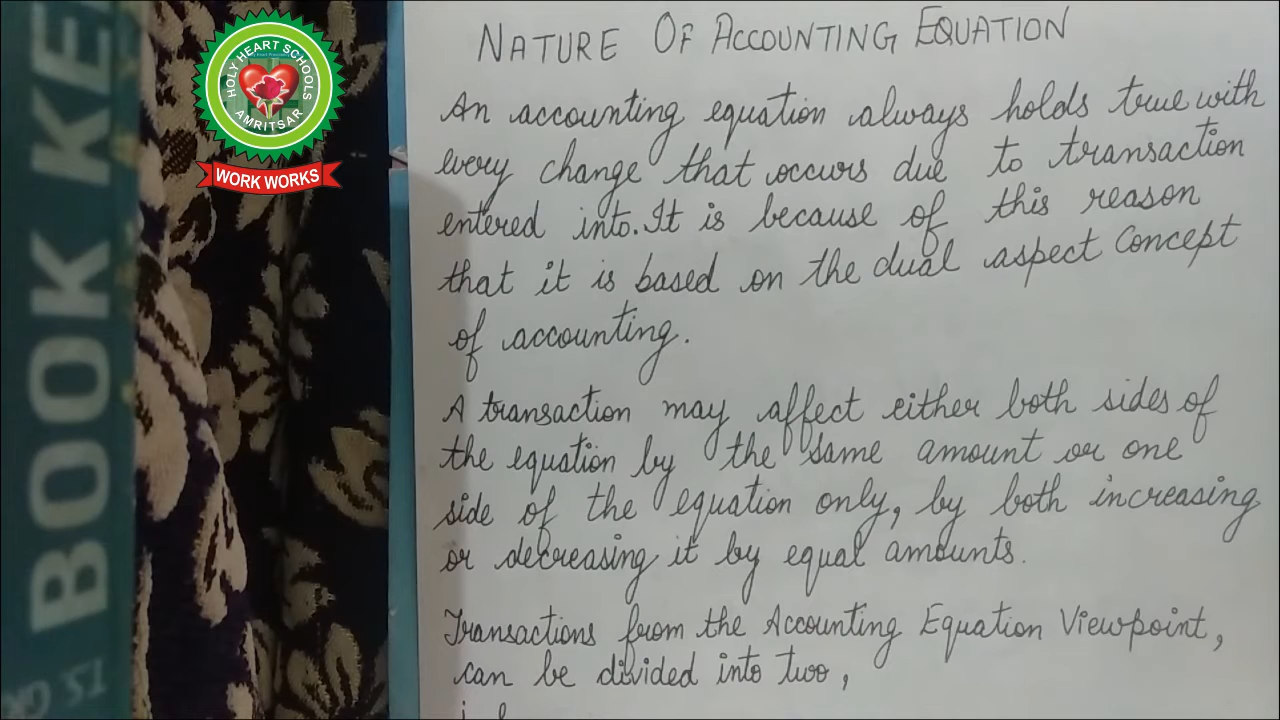 BOOK KE
HOLY HEART SCHOOLS
AMRITSAR
WORK WORKS
NATURE OF ACCOUNTING EQUATION
An accounting equation always holds true with
every change that occurs due to transaction
entered into. It is because of this reason
that it is based on the dual aspect Concept
of accounting.
A transaction may affect either both sides of
the equation by the same amount or one
side of the equation only, by both increasing
or decreasing it by equal amounts.
Transactions from the Accounting Equation Viewpoint,
can be divided into two,